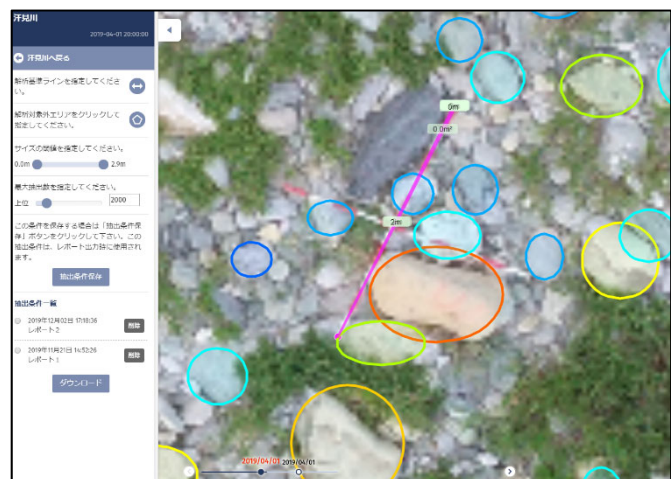 汗見川
2019-04-01 20:00:00
汗見川へ戻る
解析基準ラインを指定してくださ
い。
解析対象外エリアをクリックして
指定してください。
サイズの閾値を指定してください。
0.0m 2.9m
最大抽出数を指定してください。
上位 2000
この条件を保存する場合は「抽出条件保
存」ボタンをクリックして下さい。この
抽出条件は、レポート出力時に使用され
ます。
抽出条件保存
抽出条件一覧
2019年12月02日 17:18:36
レポート2
削除
2019年11月21日 14:52:26
レポート1
削除
ダウンロード
0m
0.0m²
2m
2019/04/01 2019/04/01